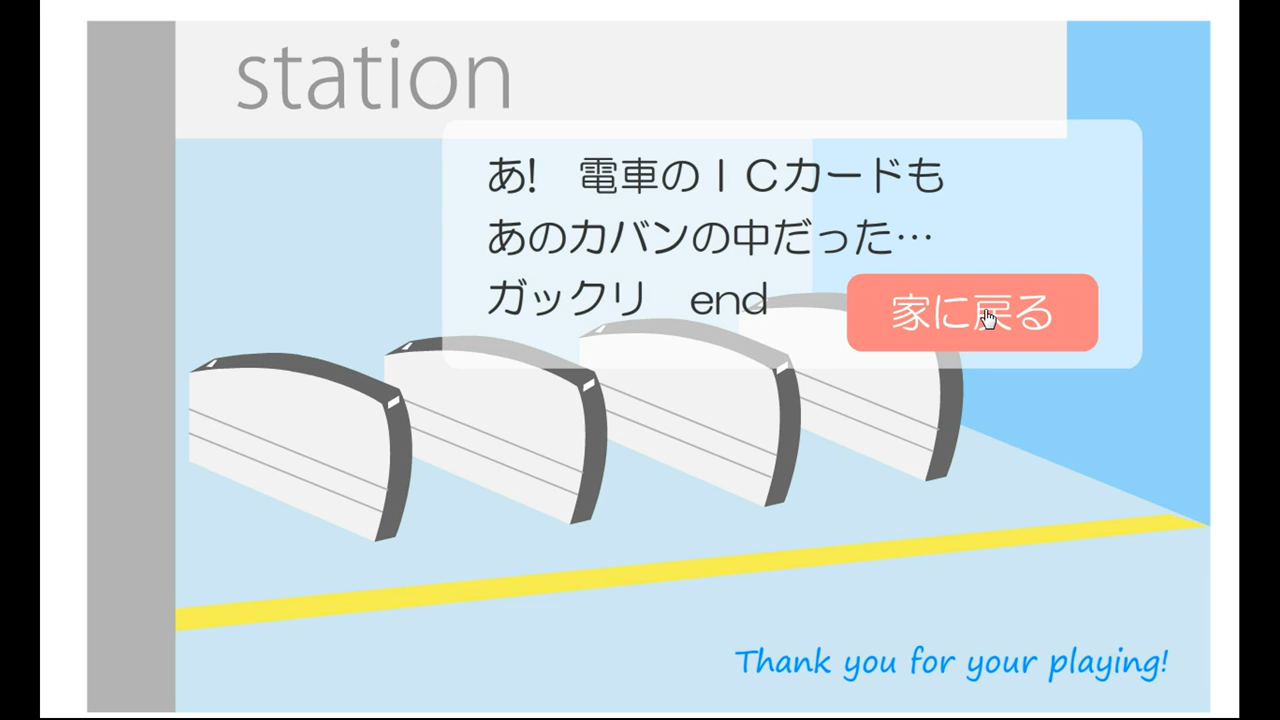 station
あ!　電車のＩＣカードも
あのカバンの中だった…
ガックリ　end
家に戻る
Thank you for your playing!